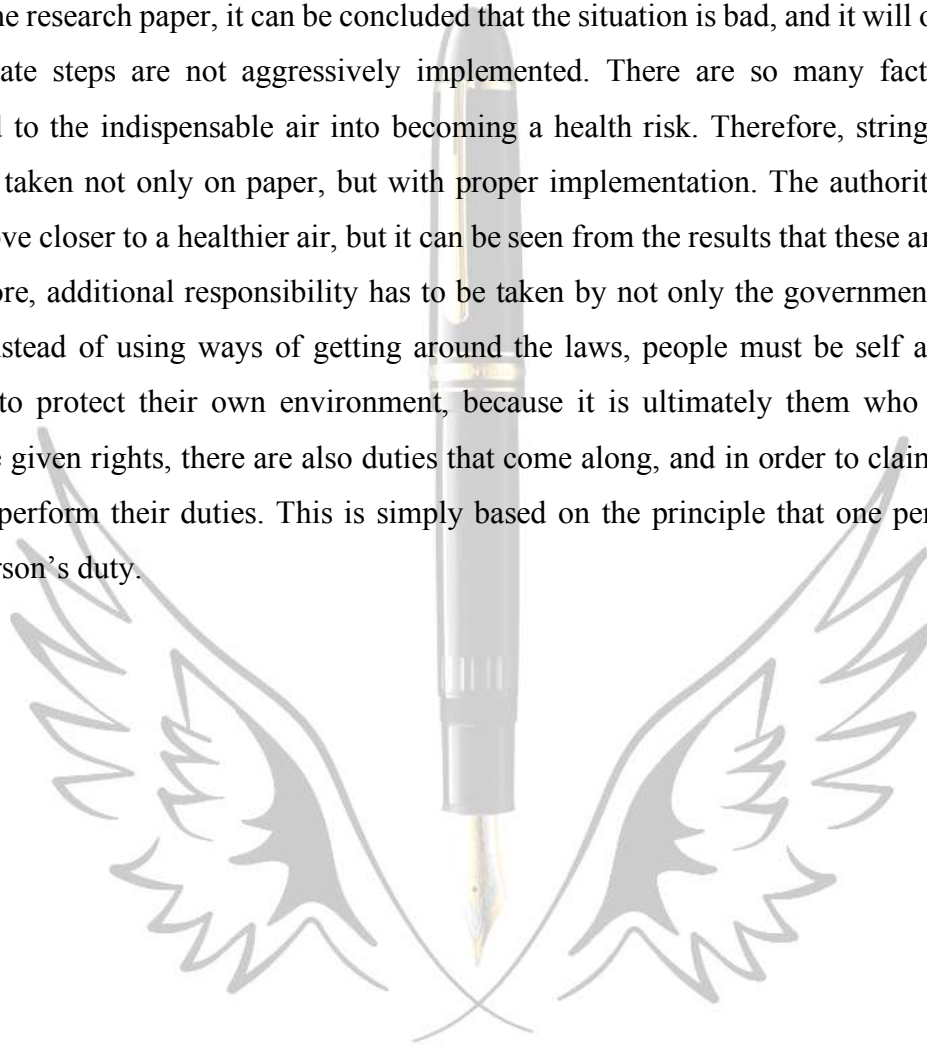 he research paper, it can be concluded that the situation is bad, and it will
ate steps are not aggressively implemented. There are so many fact
to the indispensable air into becoming a health risk. Therefore, string
taken not only on paper, but with proper implementation. The authorit
ve closer to a healthier air, but it can be seen from the results that these ar
re, additional responsibility has to be taken by not only the governmen
stead of using ways of getting around the laws, people must be self a
to protect their own environment, because it is ultimately them who
given rights, there are also duties that come along, and in order to claim
perform their duties. This is simply based on the principle that one per
rson’s duty.